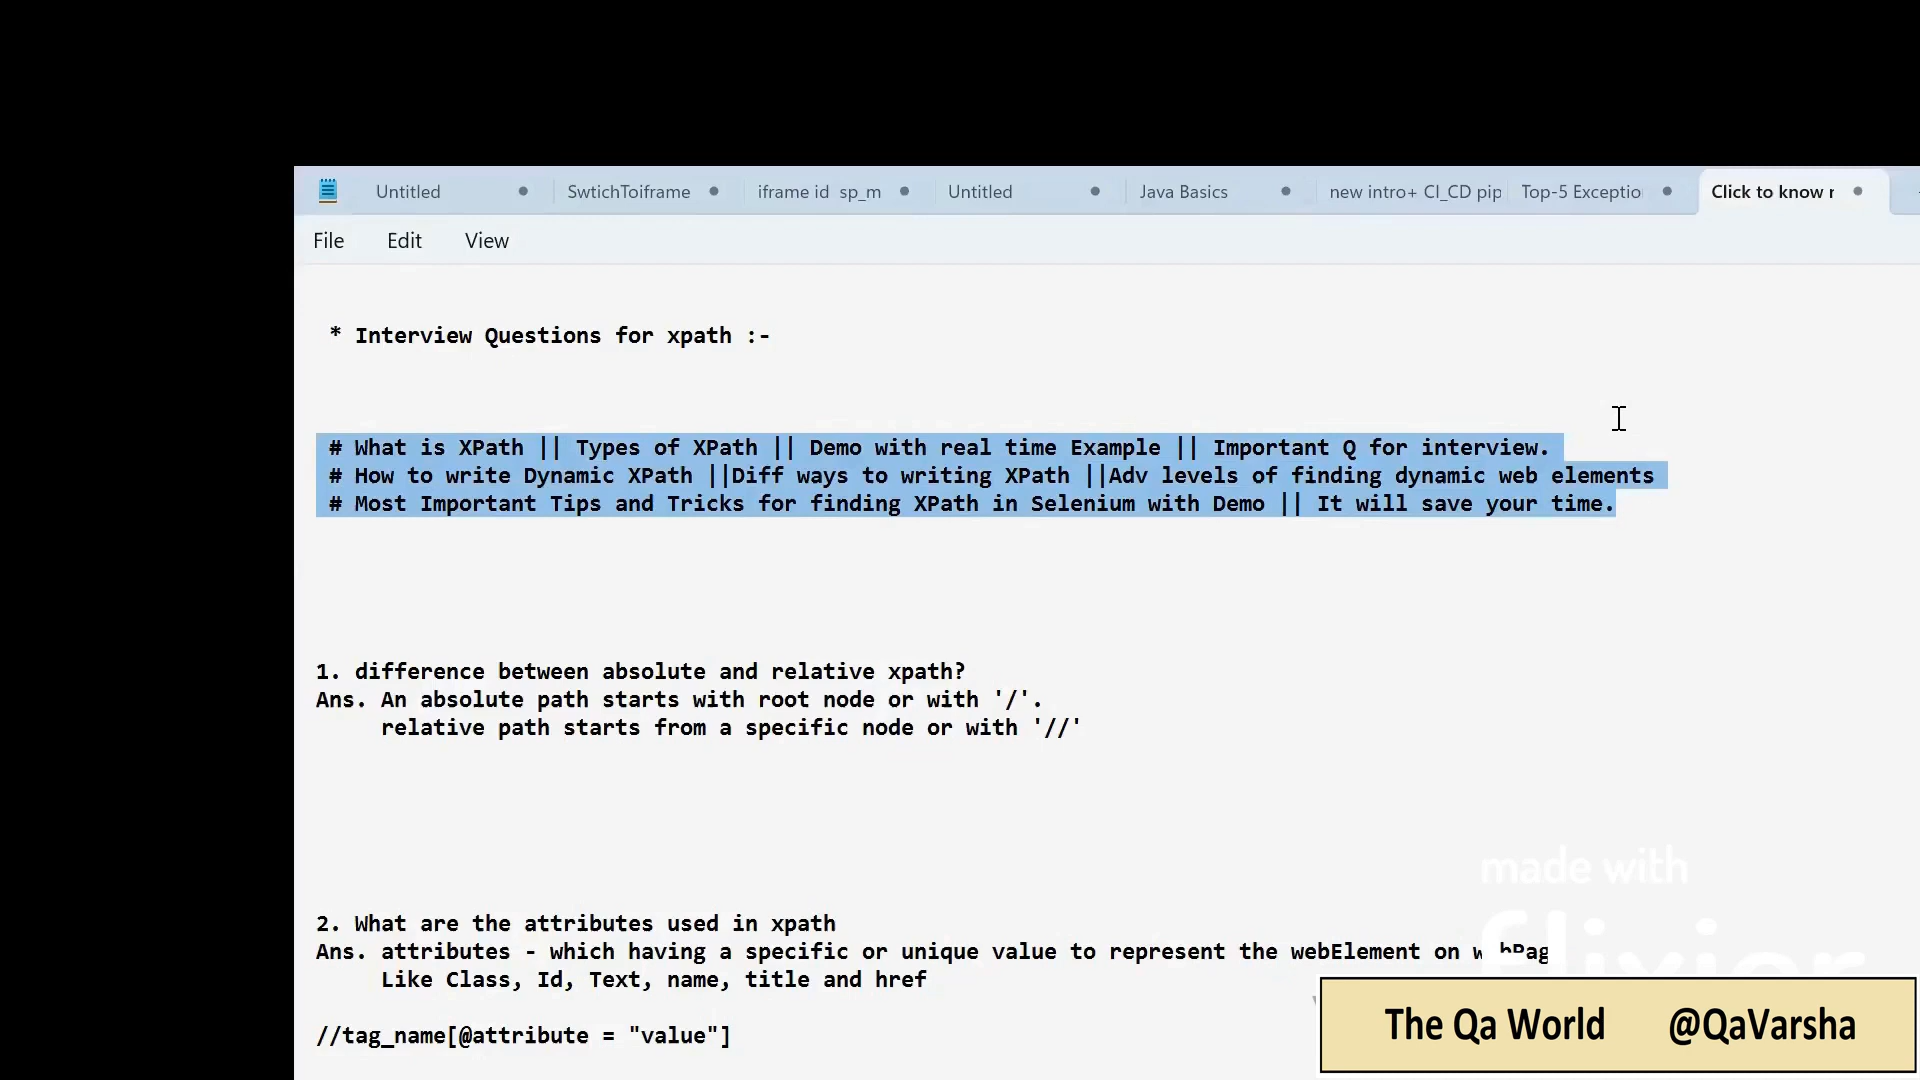 Untitled SwtichToiframe iframe id sp_m Untitled Java Basics new intro+ CI_CD pip Top-5 Exceptio Click to know r
File Edit View
* Interview Questions for xpath :-
# What is XPath || Types of XPath || Demo with real time Example || Important Q for interview.
# How to write Dynamic XPath ||Diff ways to writing XPath ||Adv levels of finding dynamic web elements
# Most Important Tips and Tricks for finding XPath in Selenium with Demo || It will save your time.
1. difference between absolute and relative xpath?
Ans. An absolute path starts with root node or with '/'.
relative path starts from a specific node or with '//'
2. What are the attributes used in xpath
Ans. attributes - which having a specific or unique value to represent the webElement on webPag
Like Class, Id, Text, name, title and href
//tag_name[@attribute = "value"]
made with
flixier
The Qa World @QaVarsha